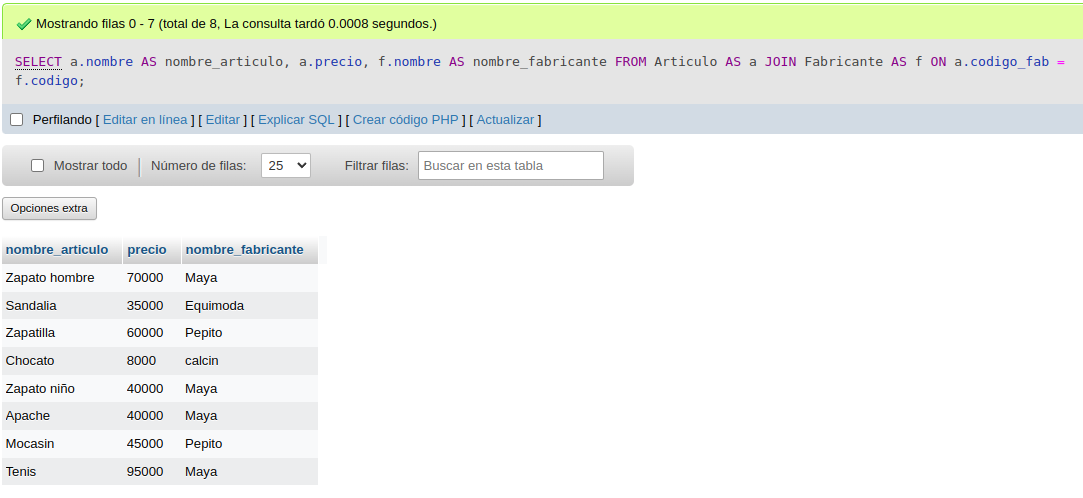 Mostrando filas 0 - 7 (total de 8, La consulta tardó 0.0008 segundos.)
SELECT a.nombre AS nombre_articulo, a.precio, f.nombre AS nombre_fabricante FROM Articulo AS a JOIN Fabricante AS f ON a.codigo_fab =
f.codigo;
Perfilando [ Editar en línea ] [ Editar ] [ Explicar SQL ] [ Crear código PHP ] [ Actualizar ]
Mostrar todo | Número de filas: 25 Filtrar filas: Buscar en esta tabla
Opciones extra
nombre_articulo precio nombre_fabricante
Zapato hombre 70000 Maya
Sandalia 35000 Equimoda
Zapatilla 60000 Pepito
Chocato 8000 calcin
Zapato niño 40000 Maya
Apache 40000 Maya
Mocasin 45000 Pepito
Tenis 95000 Maya